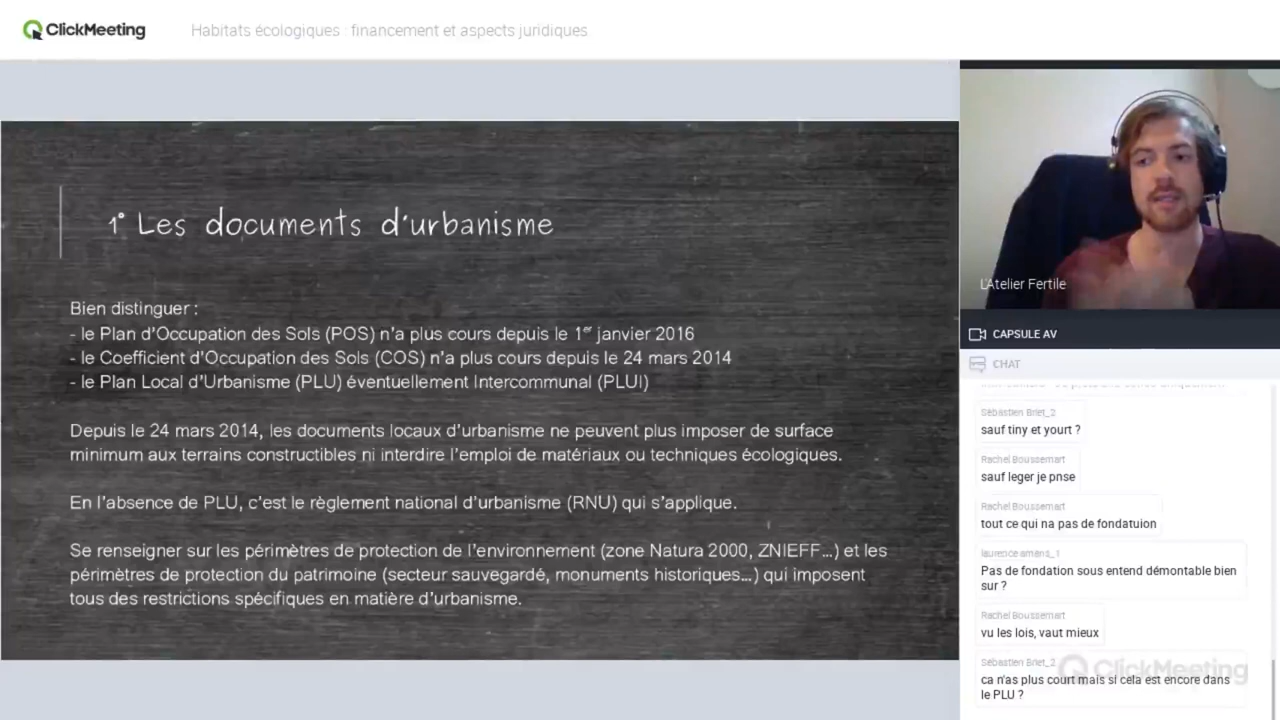 ClickMeeting
Habitats écologiques : financement et aspects juridiques
1° Les documents d'urbanisme
Bien distinguer :
- le Plan d'Occupation des Sols (POS) n'a plus cours depuis le 1er janvier 2016
- le Coefficient d'Occupation des Sols (COS) n'a plus cours depuis le 24 mars 2014
- le Plan Local d'Urbanisme (PLU) éventuellement Intercommunal (PLUI)
Depuis le 24 mars 2014, les documents locaux d'urbanisme ne peuvent plus imposer de surface
minimum aux terrains constructibles ni interdire l'emploi de matériaux ou techniques écologiques.
En l'absence de PLU, c'est le règlement national d'urbanisme (RNU) qui s'applique.
Se renseigner sur les périmètres de protection de l'environnement (zone Natura 2000, ZNIEFF...) et les
périmètres de protection du patrimoine (secteur sauvegardé, monuments historiques...) qui imposent
tous des restrictions spécifiques en matière d'urbanisme.
L'Atelier Fertile
CAPSULE AV
CHAT
Sébastien Briet_2
sauf tiny et yourt ?
Rachel Boussemart
sauf leger je pnse
Rachel Boussemart
tout ce qui na pas de fondatuion
laurence amens_1
Pas de fondation sous entend démontable bien
sur ?
Rachel Boussemart
vu les lois, vaut mieux
Sébastien Briet_2
ca n'as plus court mais si cela est encore dans
le PLU ?
ClickMeeting